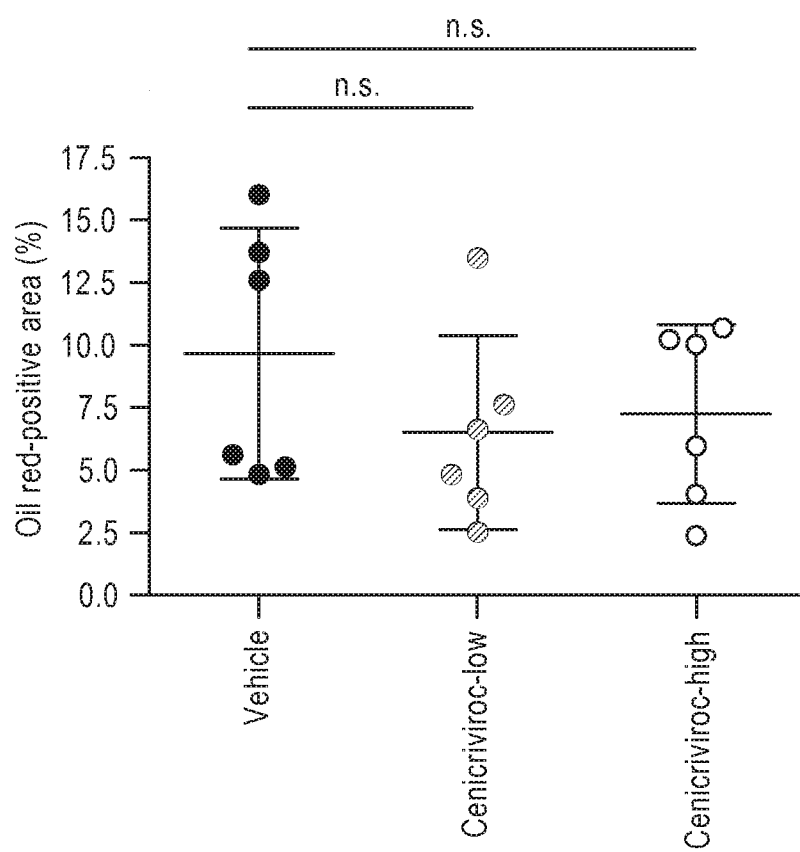 n.s.
n.s.
Oil red-positive area (%)
17.5
15.0
12.5
10.0
7.5
5.0
2.5
0.0
Vehicle
Cenicriviroc-low
Cenicriviroc-high